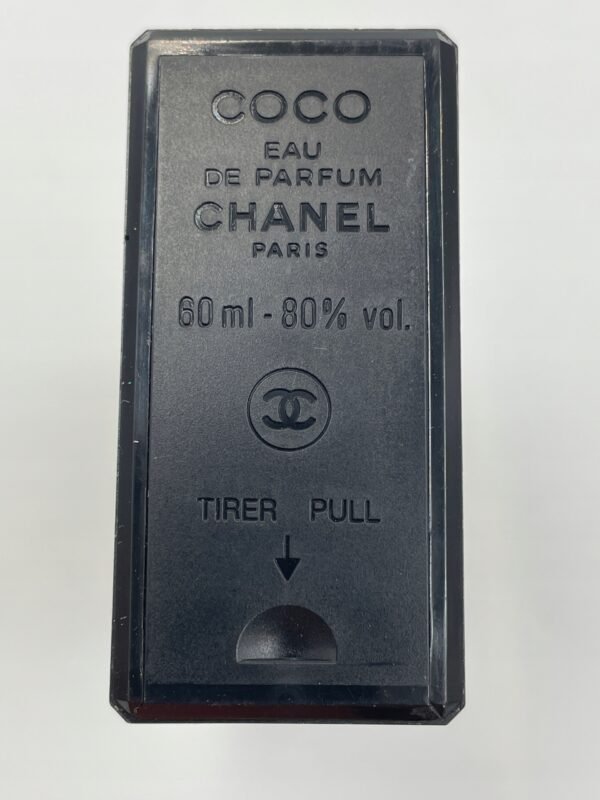 COCO
EAU
DE PARFUM
CHANEL
PARIS
60 ml - 80% vol.
TIRER PULL